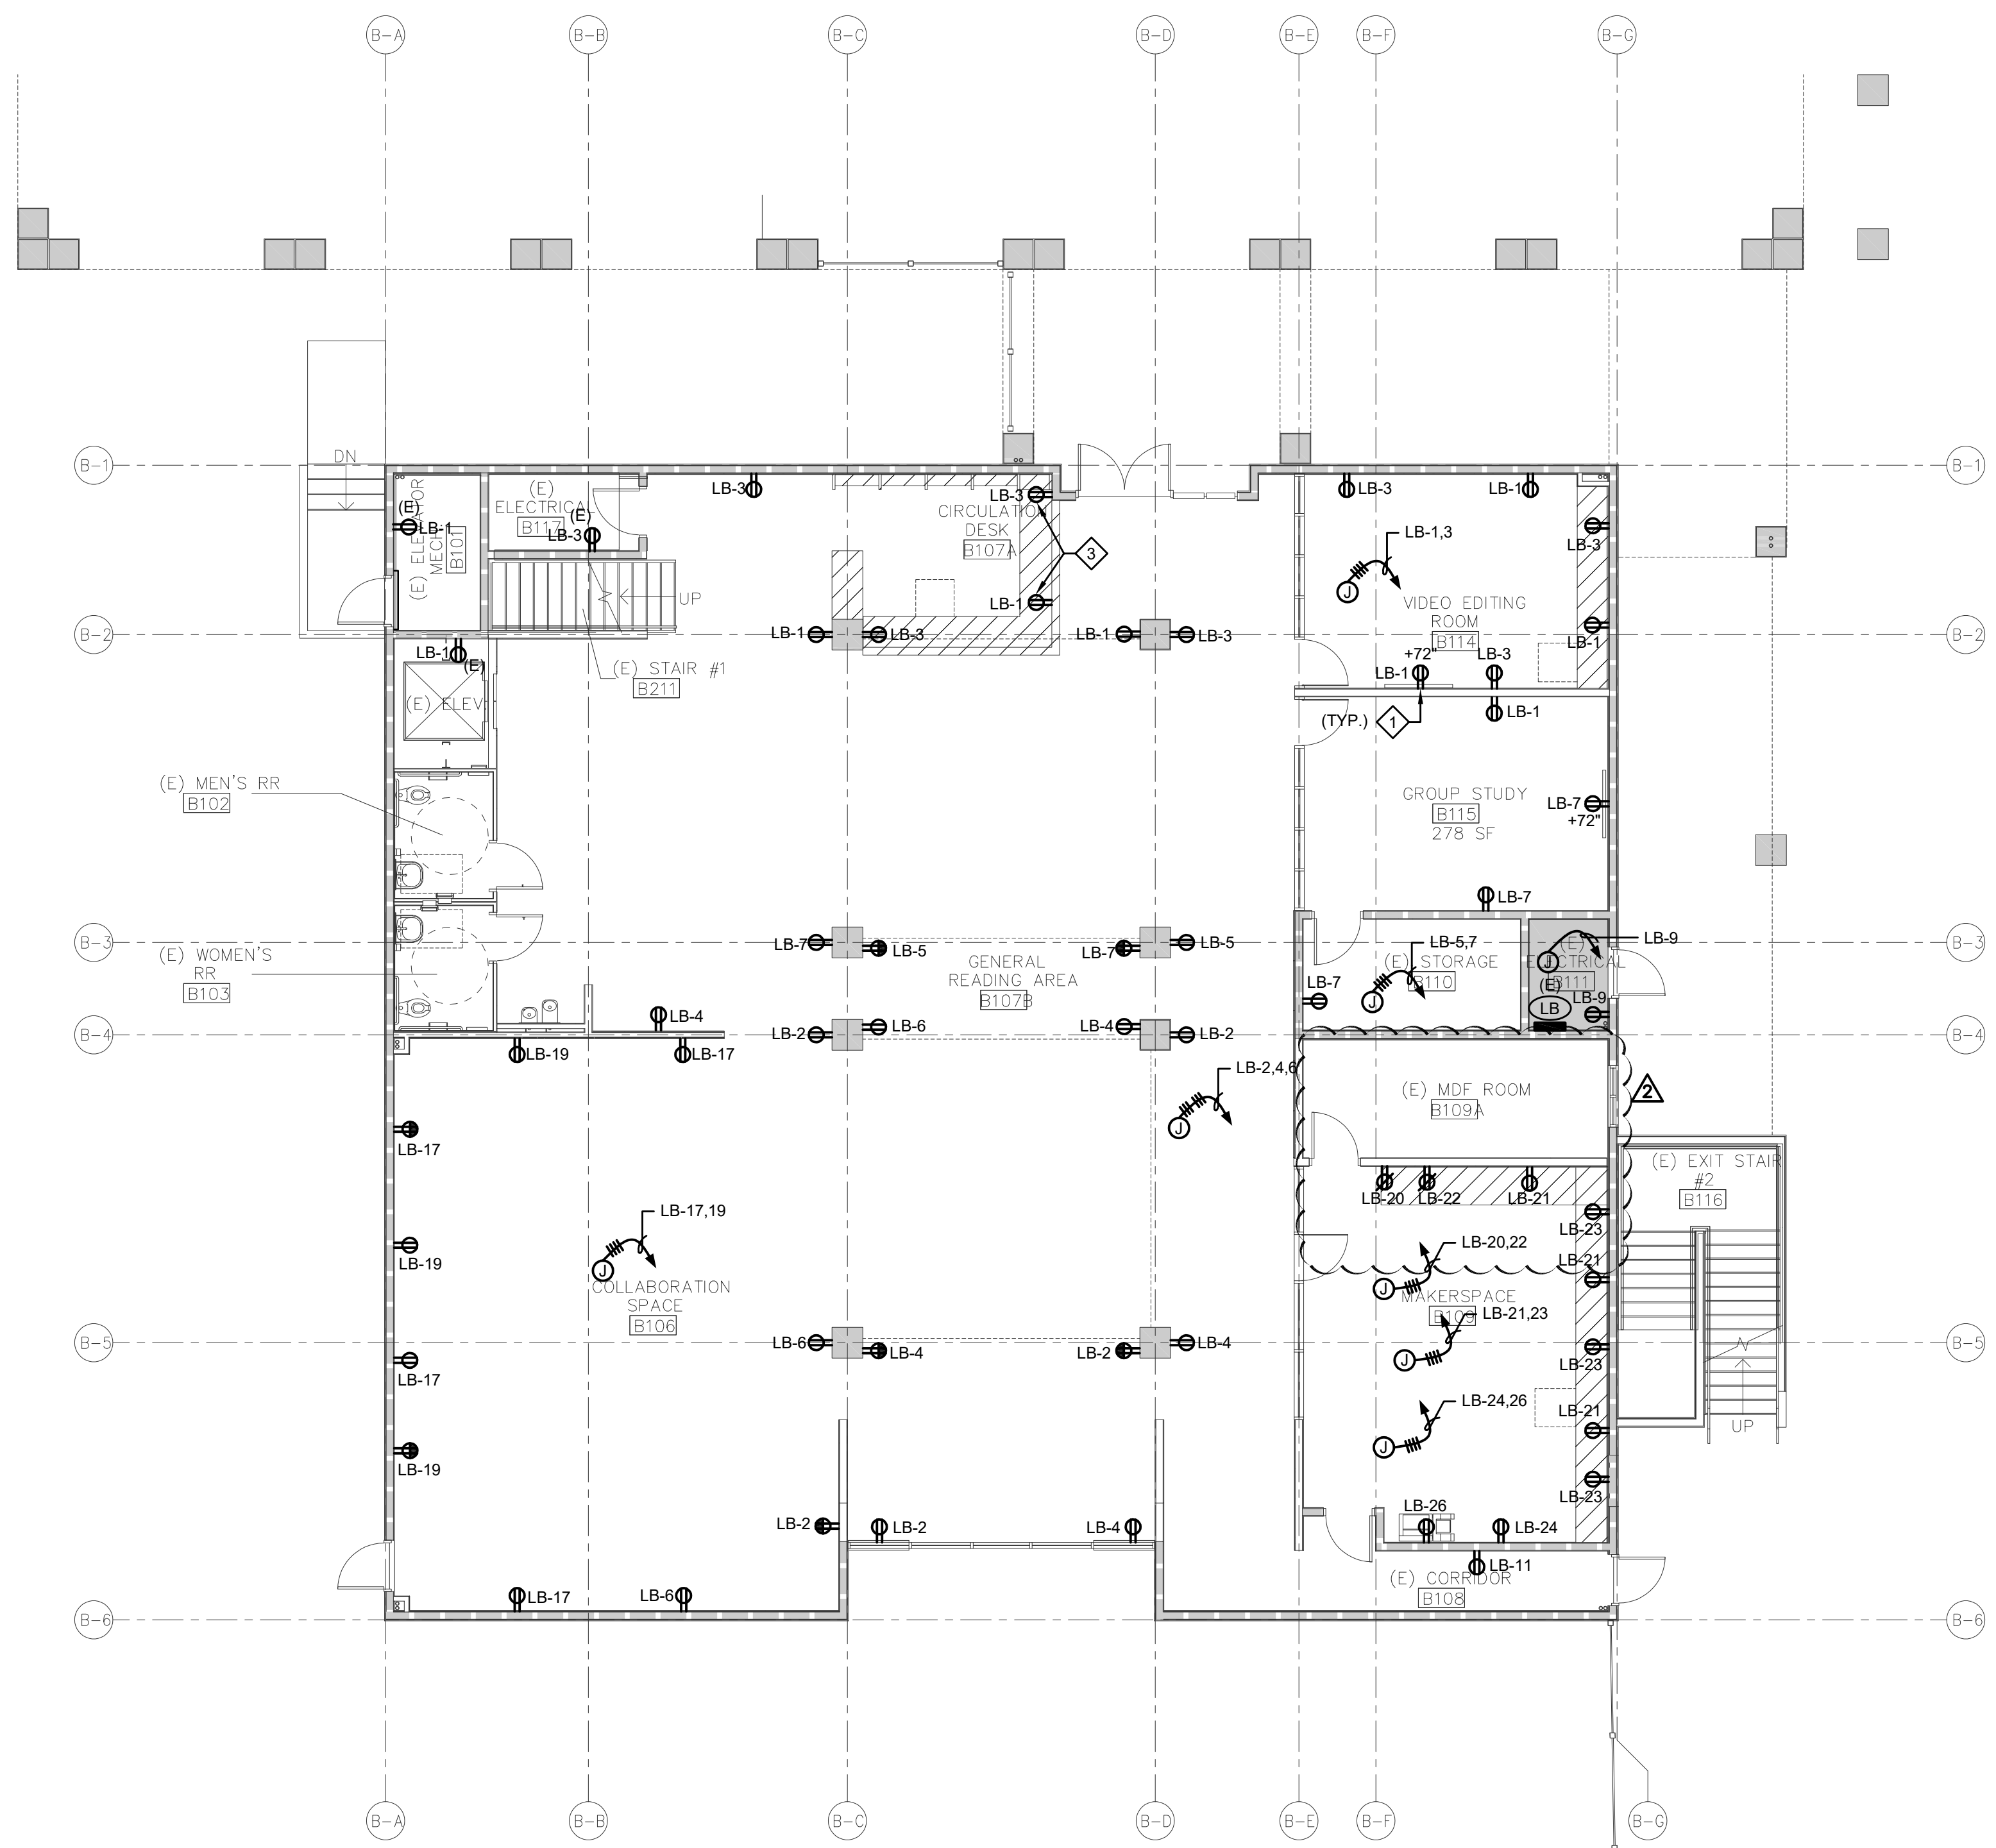 B-A
B-B
B-C
B-D
B-E
B-F
B-G
B-1
B-1
DN
(E) ELEVATOR
MECH.
B101
(E)
LB-1
(E)
ELECTRICAL
B117
(E)
LB-3
LB-3
LB-3
CIRCULATION
DESK
B107A
3
LB-1
LB-3
LB-1
LB-3
LB-1,3
J
VIDEO EDITING
ROOM
B114
LB-1
UP
B-2
B-2
LB-1
LB-3
LB-1
LB-3
LB-1
(E)
(E) STAIR #1
B211
(E) ELEV.
+72"
LB-1
LB-3
(TYP.)
1
LB-1
(E) MEN'S RR
B102
GROUP STUDY
B115
278 SF
LB-7
+72"
LB-7
B-3
B-3
(E) WOMEN'S
RR
B103
LB-7
LB-5
LB-7
LB-5
GENERAL
READING AREA
B107B
LB-5,7
J
(E) STORAGE
B110
LB-7
LB-9
J
(E)
ELECTRICAL
B111
(E)
LB
LB-9
B-4
B-4
LB-4
LB-2
LB-6
LB-4
LB-2
LB-19
LB-17
LB-2,4,6
J
(E) MDF ROOM
B109A
2
LB-17
(E) EXIT STAIR
#2
B116
LB-20
LB-22
LB-21
LB-23
LB-17,19
J
LB-19
COLLABORATION
SPACE
B106
LB-20,22
J
LB-21
MAKERSPACE
B109
LB-21,23
J
B-5
B-5
LB-6
LB-4
LB-2
LB-4
LB-23
LB-17
LB-24,26
J
LB-21
UP
LB-19
LB-23
LB-2
LB-2
LB-4
LB-26
LB-24
LB-11
(E) CORRIDOR
B108
LB-17
LB-6
B-6
B-6
B-A
B-B
B-C
B-D
B-E
B-F
B-G